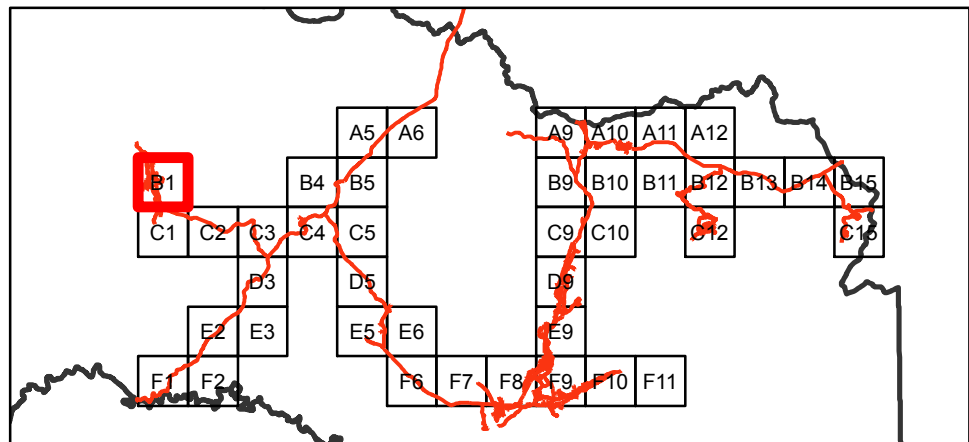 A5 A6 A9 A10 A11 A12
B1 B4 B5 B9 B10 B11 B12 B13 B14 B15
C1 C2 C3 C4 C5 C9 C10 C12 C15
D3 D5 D9
E2 E3 E5 E6 E9
F1 F2 F6 F7 F8 F9 F10 F11